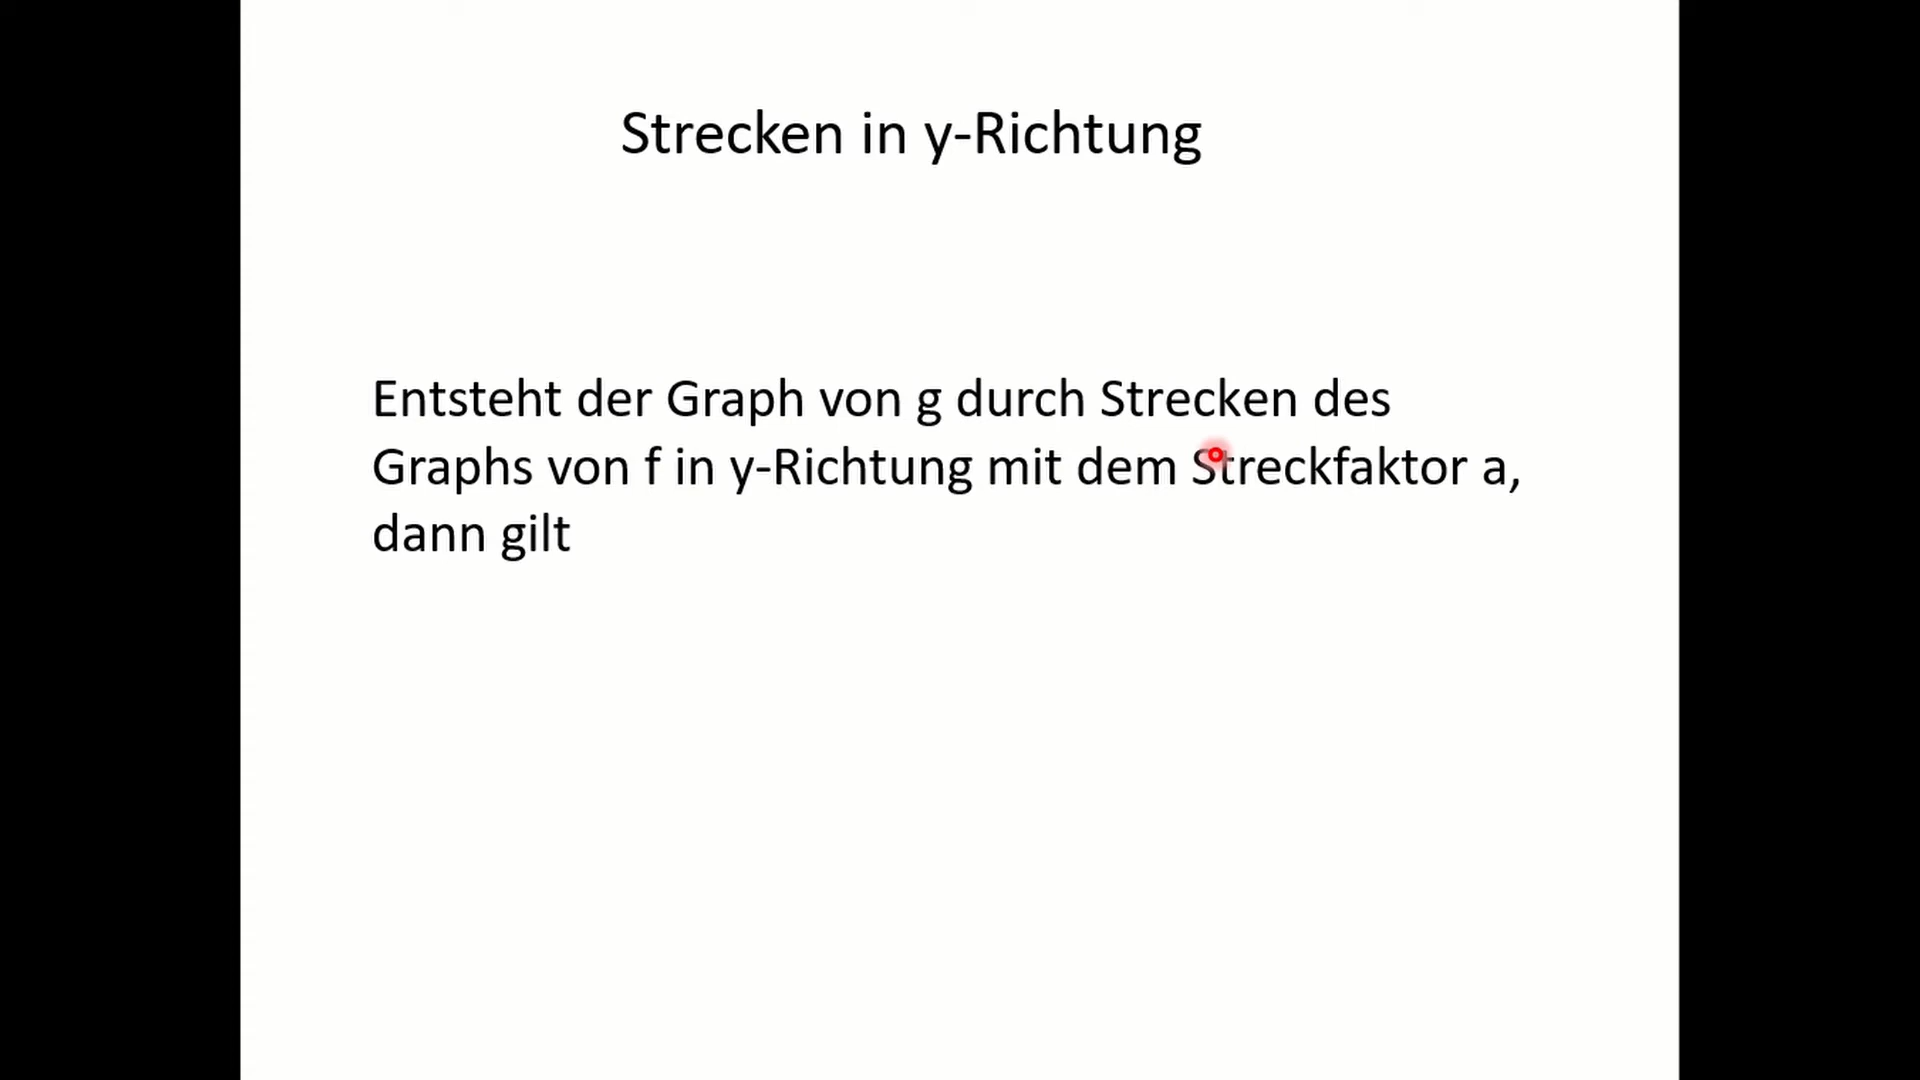 Strecken in y-Richtung
Entsteht der Graph von g durch Strecken des
Graphs von f in y-Richtung mit dem Streckfaktor a,
dann gilt